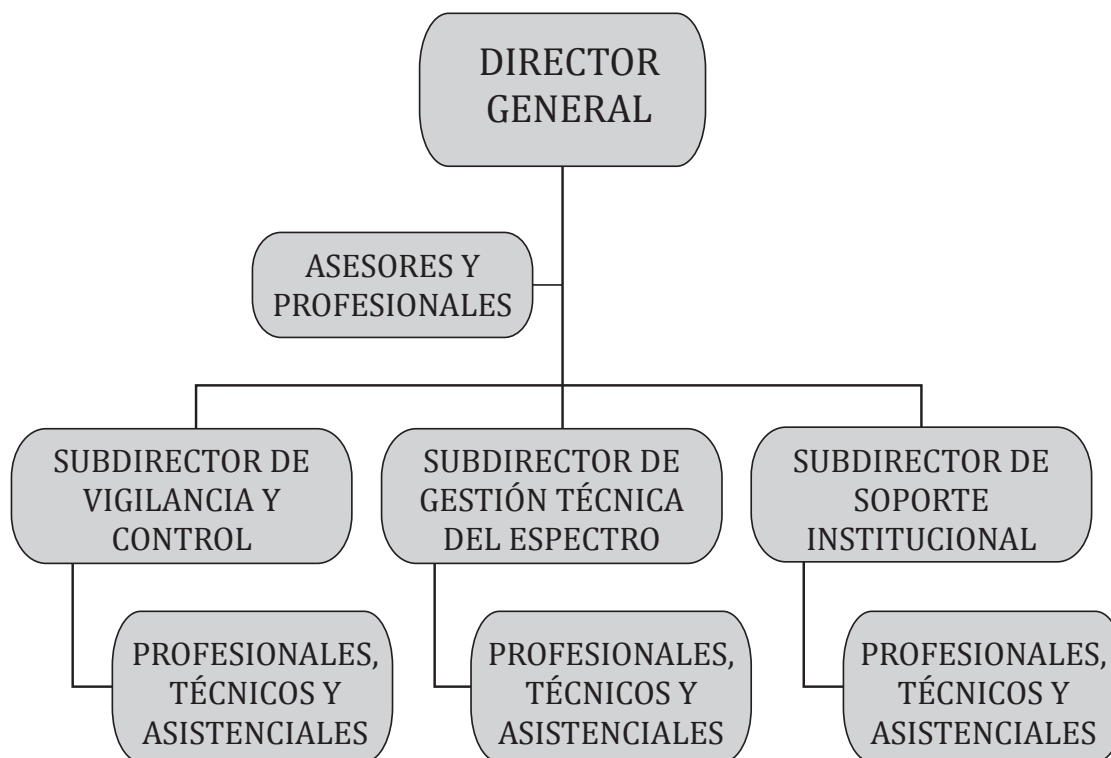 DIRECTOR
GENERAL
ASESORES Y
PROFESIONALES
SUBDIRECTOR DE
VIGILANCIA Y
CONTROL
SUBDIRECTOR DE
GESTIÓN TÉCNICA
DEL ESPECTRO
SUBDIRECTOR DE
SOPORTE
INSTITUCIONAL
PROFESIONALES,
TÉCNICOS Y
ASISTENCIALES
PROFESIONALES,
TÉCNICOS Y
ASISTENCIALES
PROFESIONALES,
TÉCNICOS Y
ASISTENCIALES